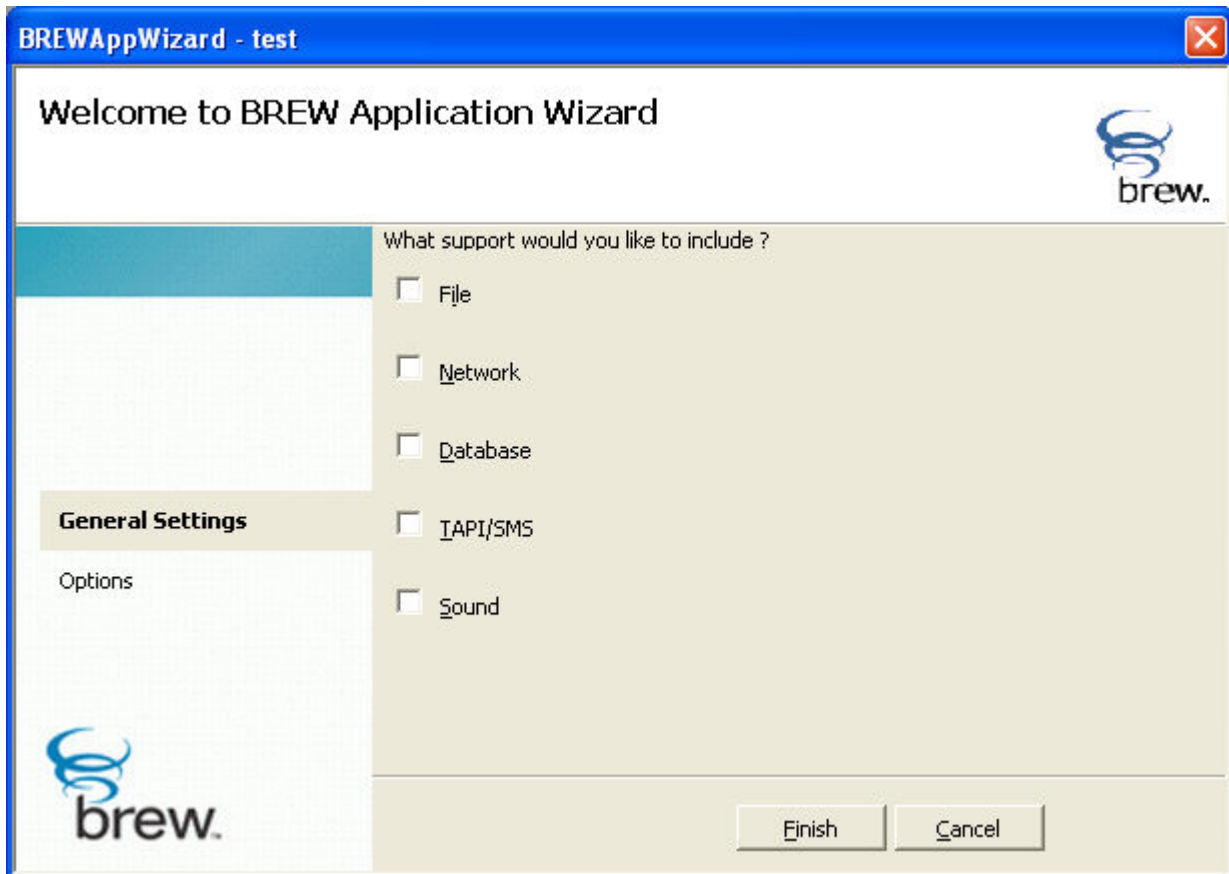 BREWAppWizard - test
Welcome to BREW Application Wizard
brew.
What support would you like to include ?
File
Network
Database
TAPI/SMS
Sound
General Settings
Options
brew.
Finish
Cancel